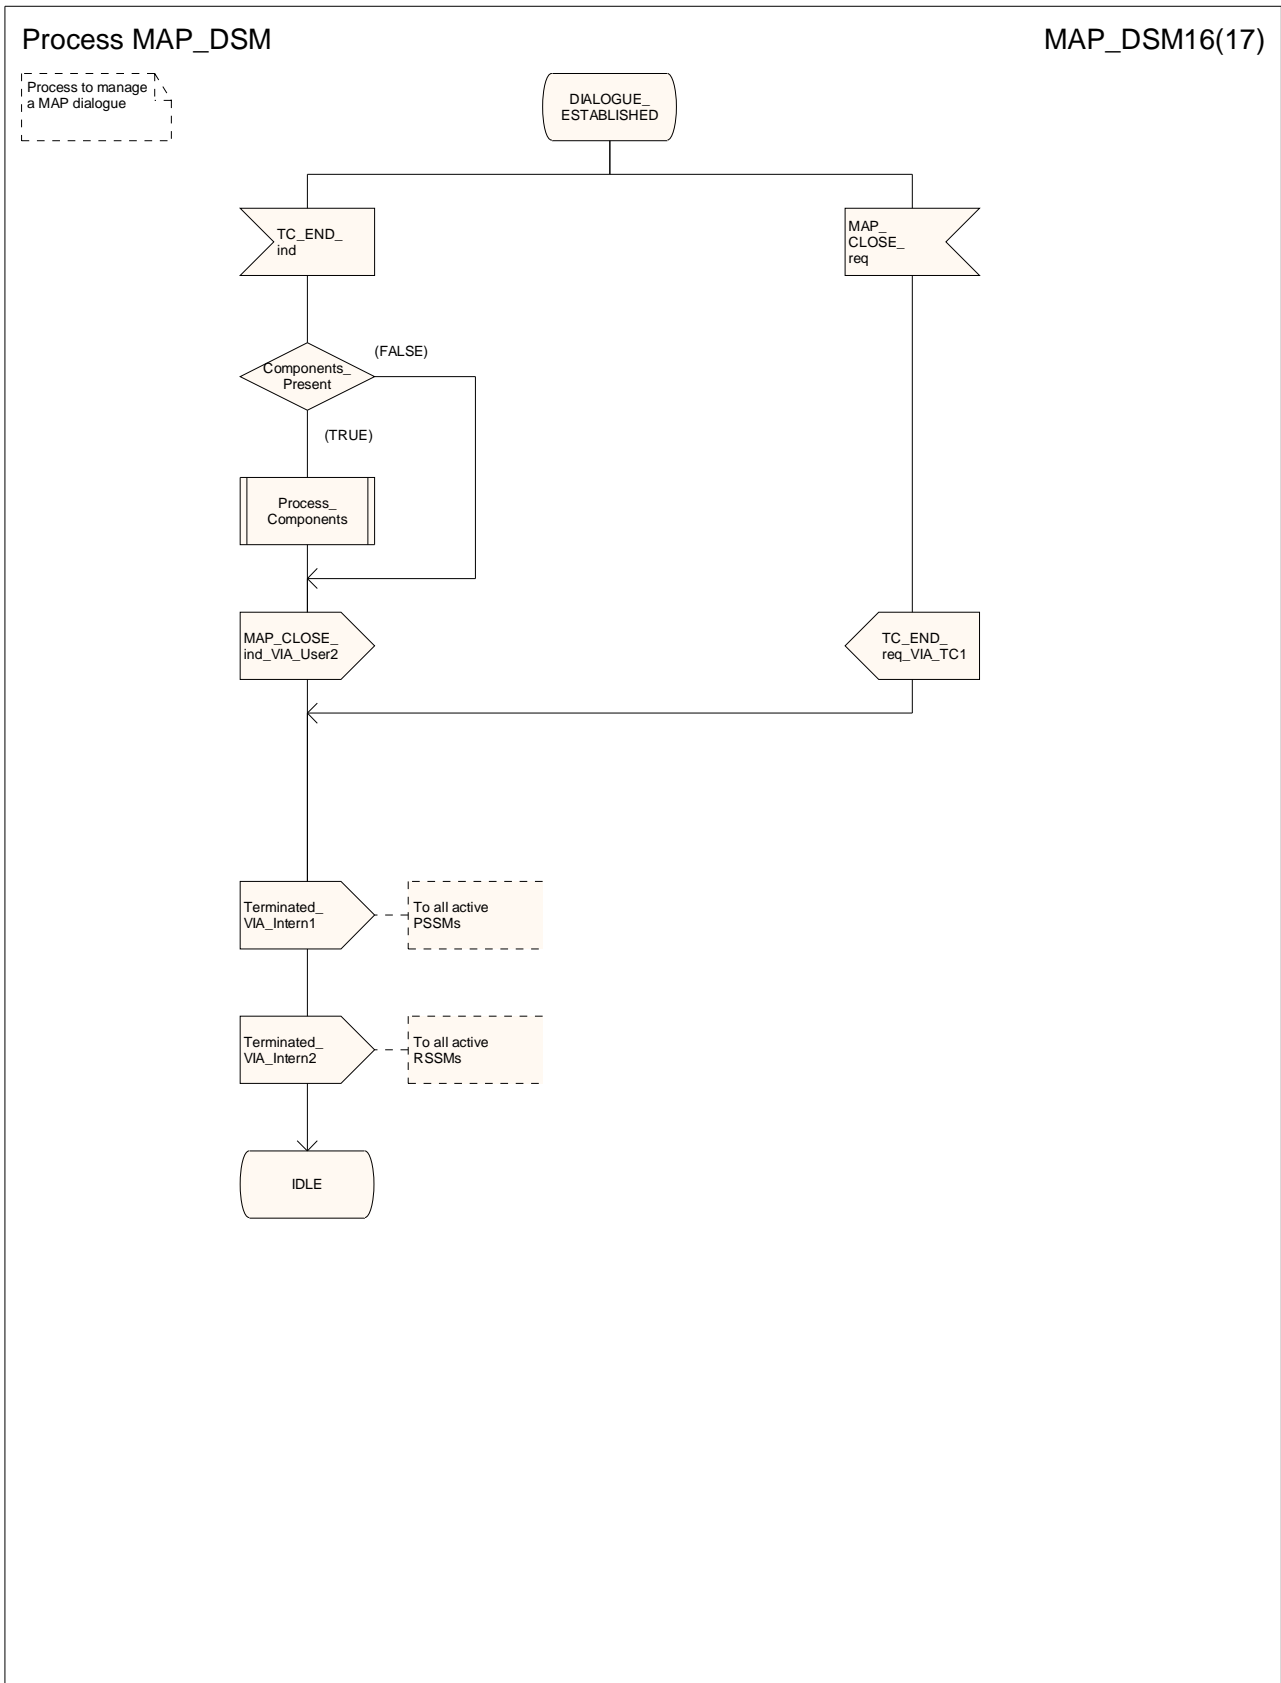 Process MAP_DSM
MAP_DSM16(17)
Process to manage
a MAP dialogue
DIALOGUE_
ESTABLISHED
TC_END_
ind
MAP_
CLOSE_
req
Components_
Present
(FALSE)
(TRUE)
Process_
Components
MAP_CLOSE_
ind_VIA_User2
TC_END_
req_VIA_TC1
Terminated_
VIA_Intern1
To all active
PSSMs
Terminated_
VIA_Intern2
To all active
RSSMs
IDLE